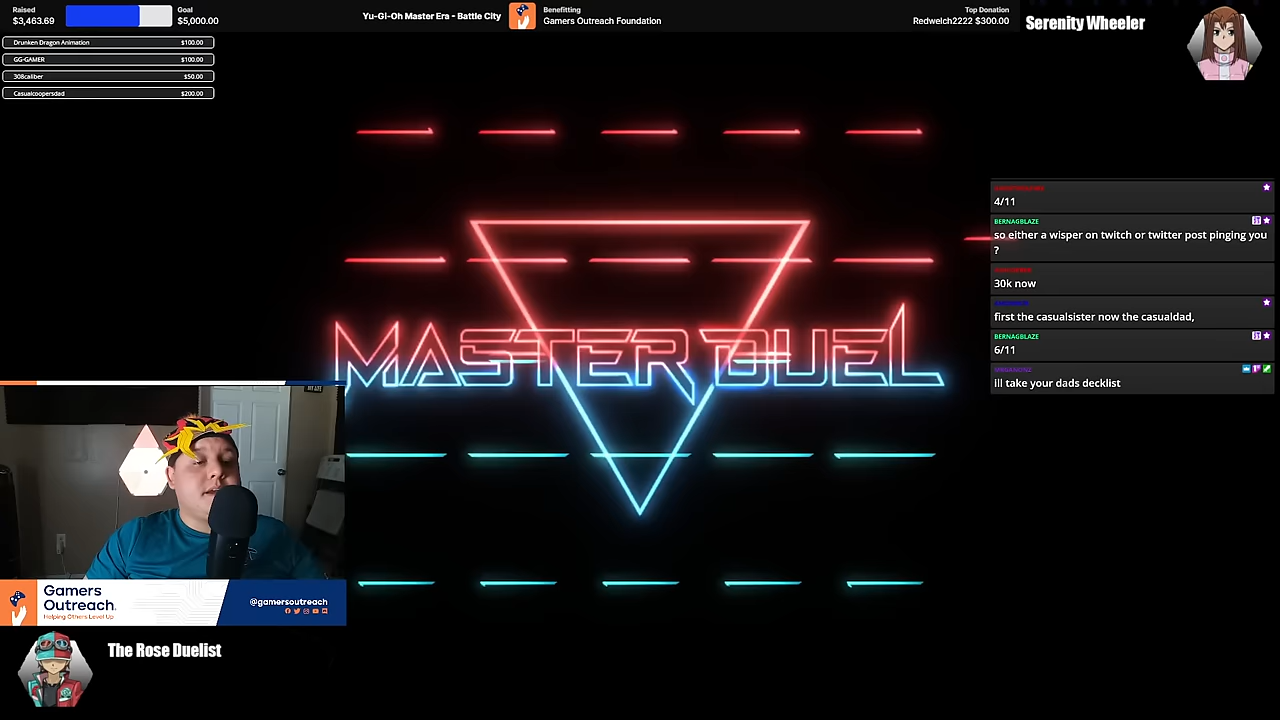 Raised
$3,463.69
Goal
$5,000.00
Yu-Gi-Oh Master Era - Battle City
Benefitting
Gamers Outreach Foundation
Top Donation
Redwelch2222 $300.00
Serenity Wheeler
Drunken Dragon Animation $100.00
GG-GAMER $100.00
308caliber $50.00
Casualcoopersdad $200.00
4/11
BERNAGBLAZE
so either a wisper on twitch or twitter post pinging you
?
30k now
first the casualsister now the casualdad,
BERNAGBLAZE
6/11
Ill take your dads decklist
MASTER DUEL
Gamers
Outreach.
Helping Others Level Up
@gamersoutreach
The Rose Duelist